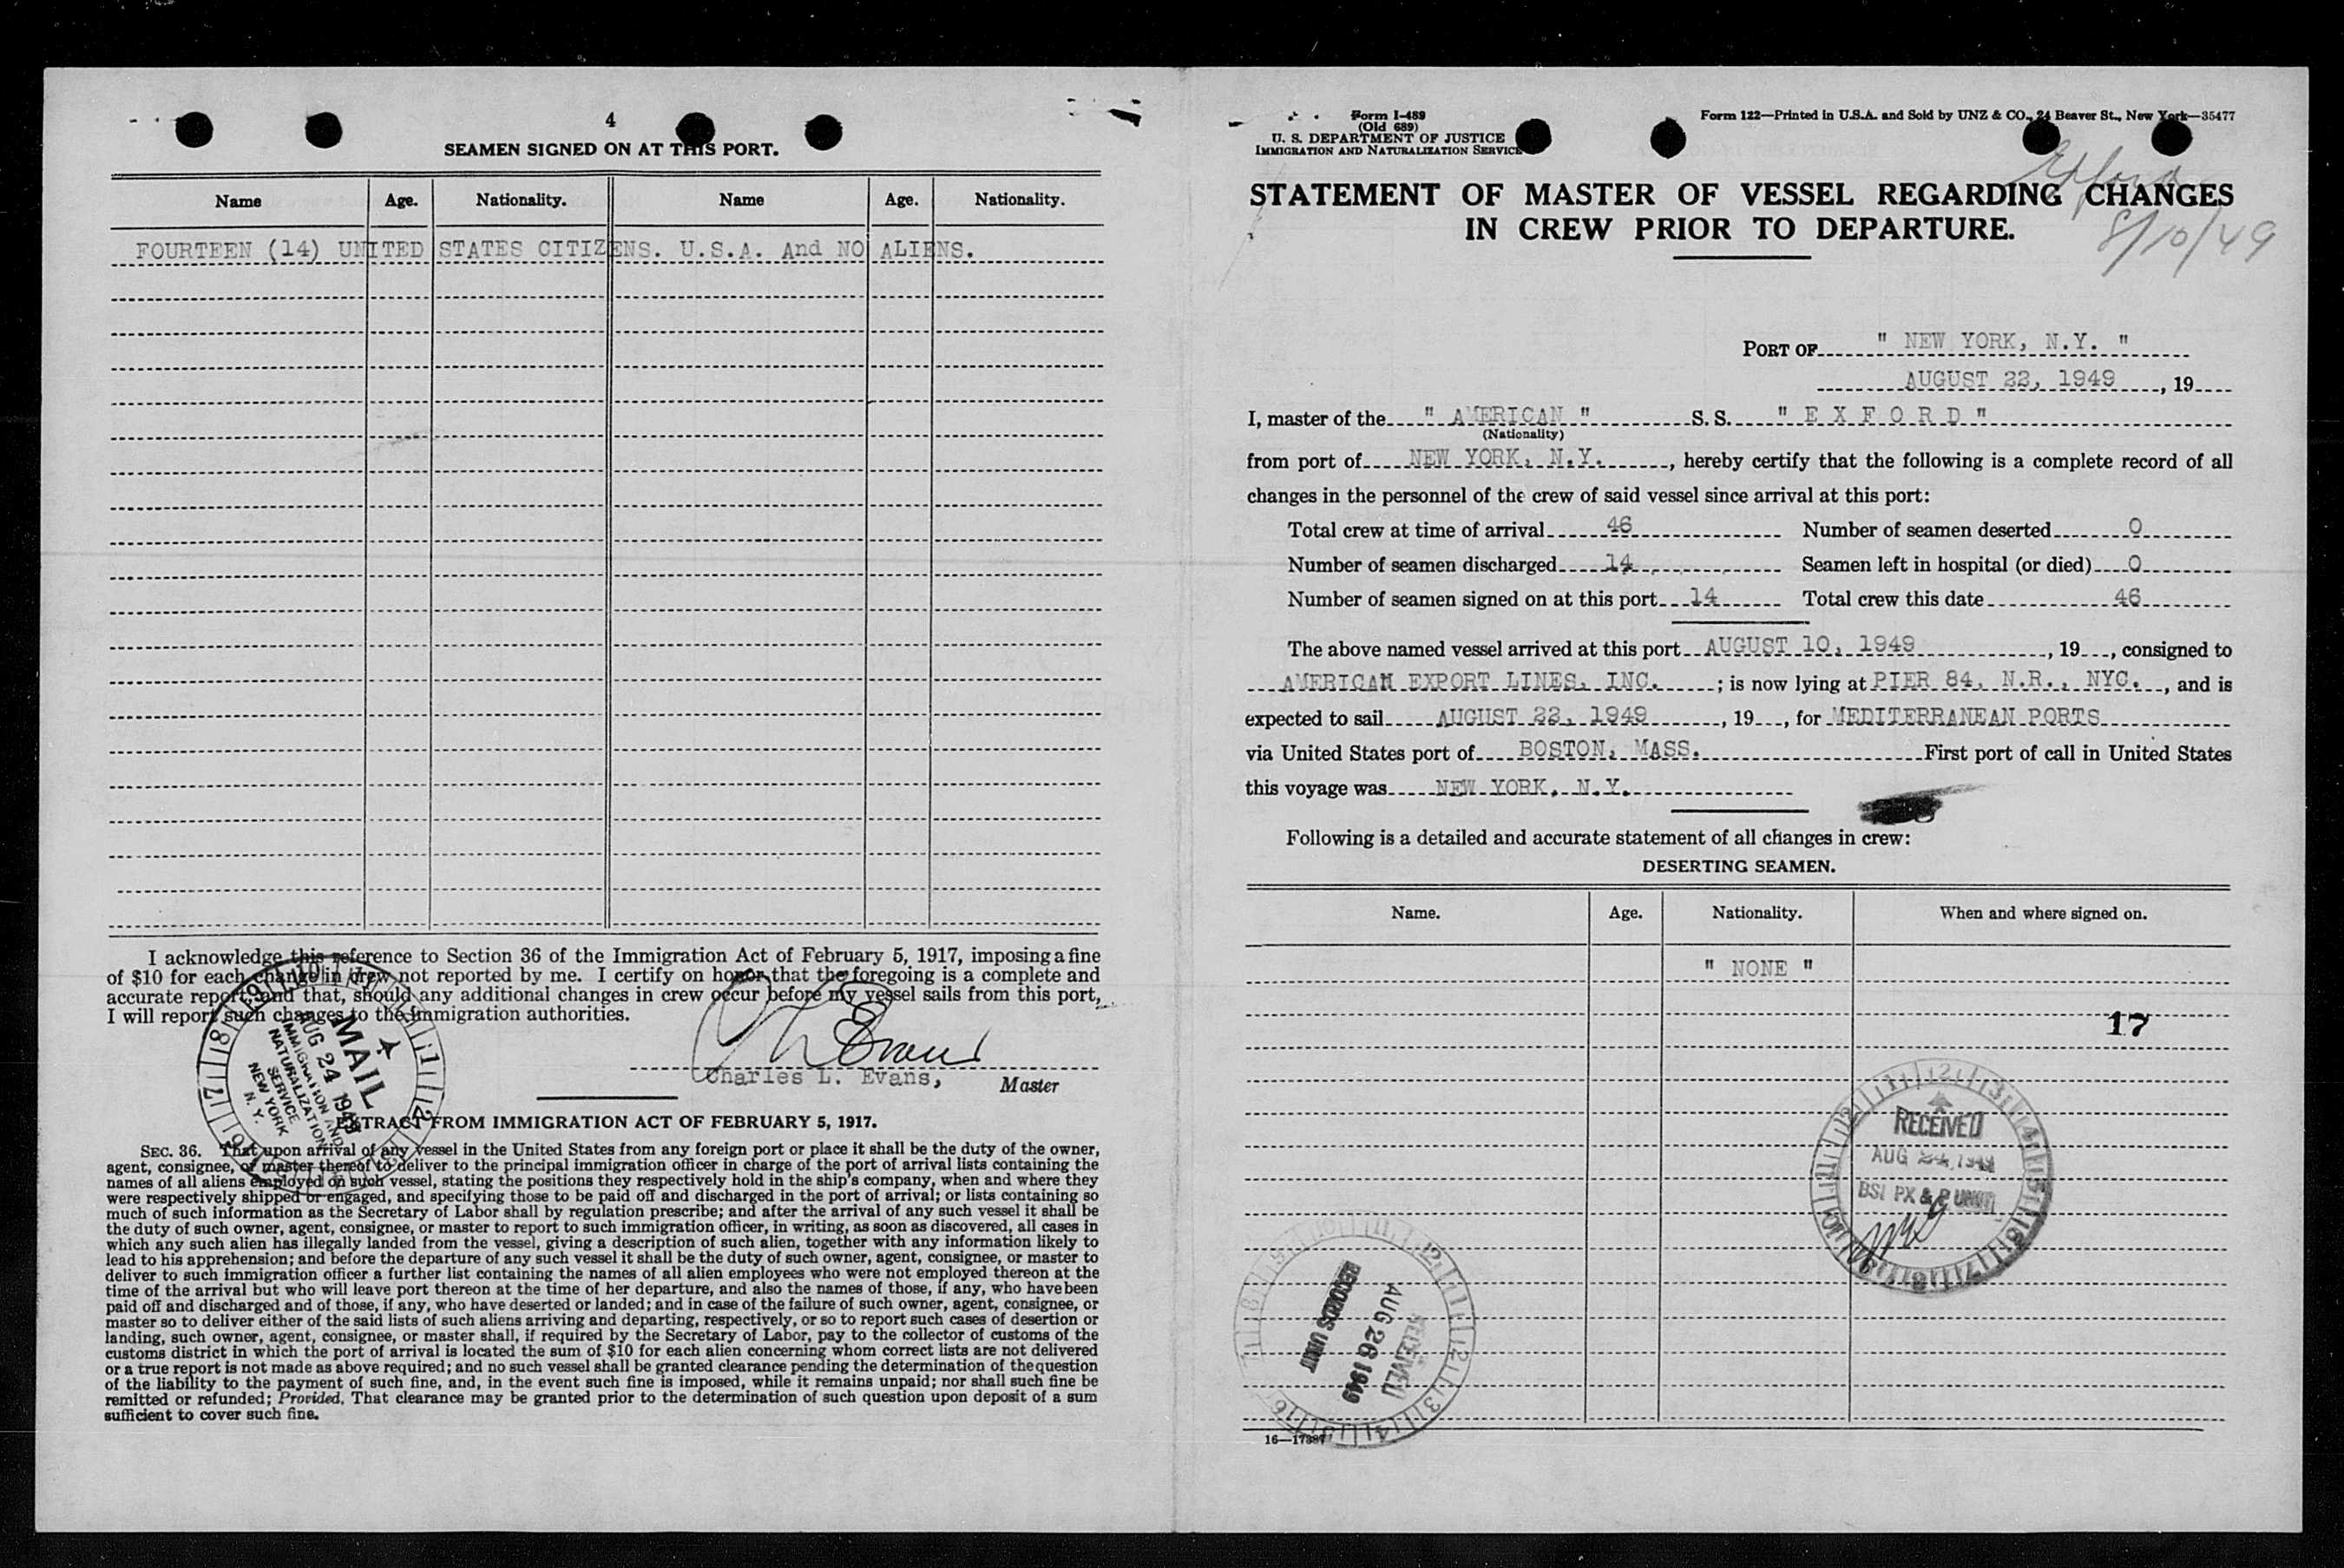 4
SEAMEN SIGNED ON AT THIS PORT.
Name Age. Nationality. Name Age. Nationality.
FOURTEEN (14) UNITED STATES CITIZENS. U.S.A. And NO ALIENS.
I acknowledge this reference to Section 36 of the Immigration Act of February 5, 1917, imposing a fine
of $10 for each change in crew not reported by me. I certify on honor that the foregoing is a complete and
accurate report, and that, should any additional changes in crew occur before my vessel sails from this port,
I will report such changes to the immigration authorities.
C L Evans
Charles L. Evans, Master
MAIL
AUG 24 1949
IMMIGRATION AND
NATURALIZATION
SERVICE
NEW YORK
N. Y.
EXTRACT FROM IMMIGRATION ACT OF FEBRUARY 5, 1917.
SEC. 36. That upon arrival of any vessel in the United States from any foreign port or place it shall be the duty of the owner,
agent, consignee, or master thereof to deliver to the principal immigration officer in charge of the port of arrival lists containing the
names of all aliens employed on such vessel, stating the positions they respectively hold in the ship's company, when and where they
were respectively shipped or engaged, and specifying those to be paid off and discharged in the port of arrival; or lists containing so
much of such information as the Secretary of Labor shall by regulation prescribe; and after the arrival of any such vessel it shall be
the duty of such owner, agent, consignee, or master to report to such immigration officer, in writing, as soon as discovered, all cases in
which any such alien has illegally landed from the vessel, giving a description of such alien, together with any information likely to
lead to his apprehension; and before the departure of any such vessel it shall be the duty of such owner, agent, consignee, or master to
deliver to such immigration officer a further list containing the names of all alien employees who were not employed thereon at the
time of the arrival but who will leave port thereon at the time of her departure, and also the names of those, if any, who have been
paid off and discharged and of those, if any, who have deserted or landed; and in case of the failure of such owner, agent, consignee, or
master so to deliver either of the said lists of such aliens arriving and departing, respectively, or so to report such cases of desertion or
landing, such owner, agent, consignee, or master shall, if required by the Secretary of Labor, pay to the collector of customs of the
customs district in which the port of arrival is located the sum of $10 for each alien concerning whom correct lists are not delivered
or a true report is not made as above required; and no such vessel shall be granted clearance pending the determination of the question
of the liability to the payment of such fine, and, in the event such fine is imposed, while it remains unpaid; nor shall such fine be
remitted or refunded; Provided, That clearance may be granted prior to the determination of such question upon deposit of a sum
sufficient to cover such fine.
Form I-489
(Old 689)
U. S. DEPARTMENT OF JUSTICE
IMMIGRATION AND NATURALIZATION SERVICE
Form 122—Printed in U.S.A. and Sold by UNZ & CO., 24 Beaver St., New York—35477
Exford
8/10/49
STATEMENT OF MASTER OF VESSEL REGARDING CHANGES
IN CREW PRIOR TO DEPARTURE.
PORT OF " NEW YORK, N.Y. "
AUGUST 22, 1949, 19
I, master of the " AMERICAN " S. S. " E X F O R D "
(Nationality)
from port of NEW YORK, N.Y., hereby certify that the following is a complete record of all
changes in the personnel of the crew of said vessel since arrival at this port:
Total crew at time of arrival 46 Number of seamen deserted 0
Number of seamen discharged 14 Seamen left in hospital (or died) 0
Number of seamen signed on at this port 14 Total crew this date 46
The above named vessel arrived at this port AUGUST 10, 1949, 19, consigned to
AMERICAN EXPORT LINES, INC. ; is now lying at PIER 84, N.R., NYC., and is
expected to sail AUGUST 22, 1949, 19, for MEDITERRANEAN PORTS
via United States port of BOSTON, MASS. First port of call in United States
this voyage was NEW YORK, N.Y.
Following is a detailed and accurate statement of all changes in crew:
DESERTING SEAMEN.
Name. Age. Nationality. When and where signed on.
" NONE "
17
RECEIVED
AUG 24 1949
BSI PX & P UNIT
RECEIVED
AUG 26 1949
RECORDS UNIT
16—17387